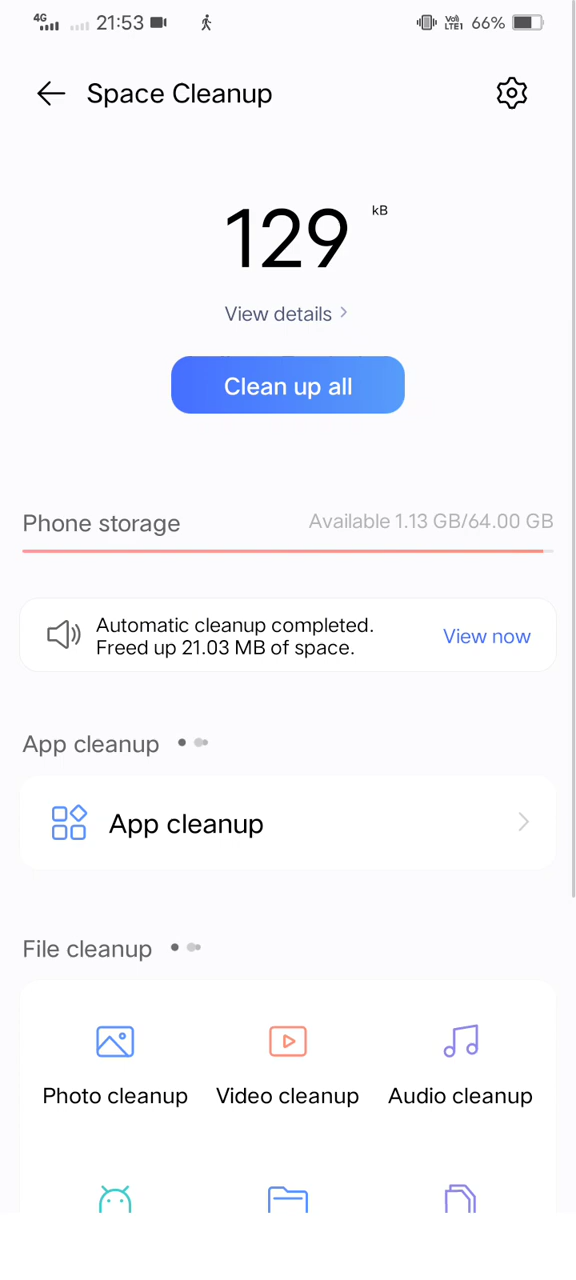 4G 21:53 Vo)) LTE1 66%
Space Cleanup
129 kB
View details
Clean up all
Phone storage Available 1.13 GB/64.00 GB
Automatic cleanup completed.
Freed up 21.03 MB of space.
View now
App cleanup
App cleanup
File cleanup
Photo cleanup Video cleanup Audio cleanup